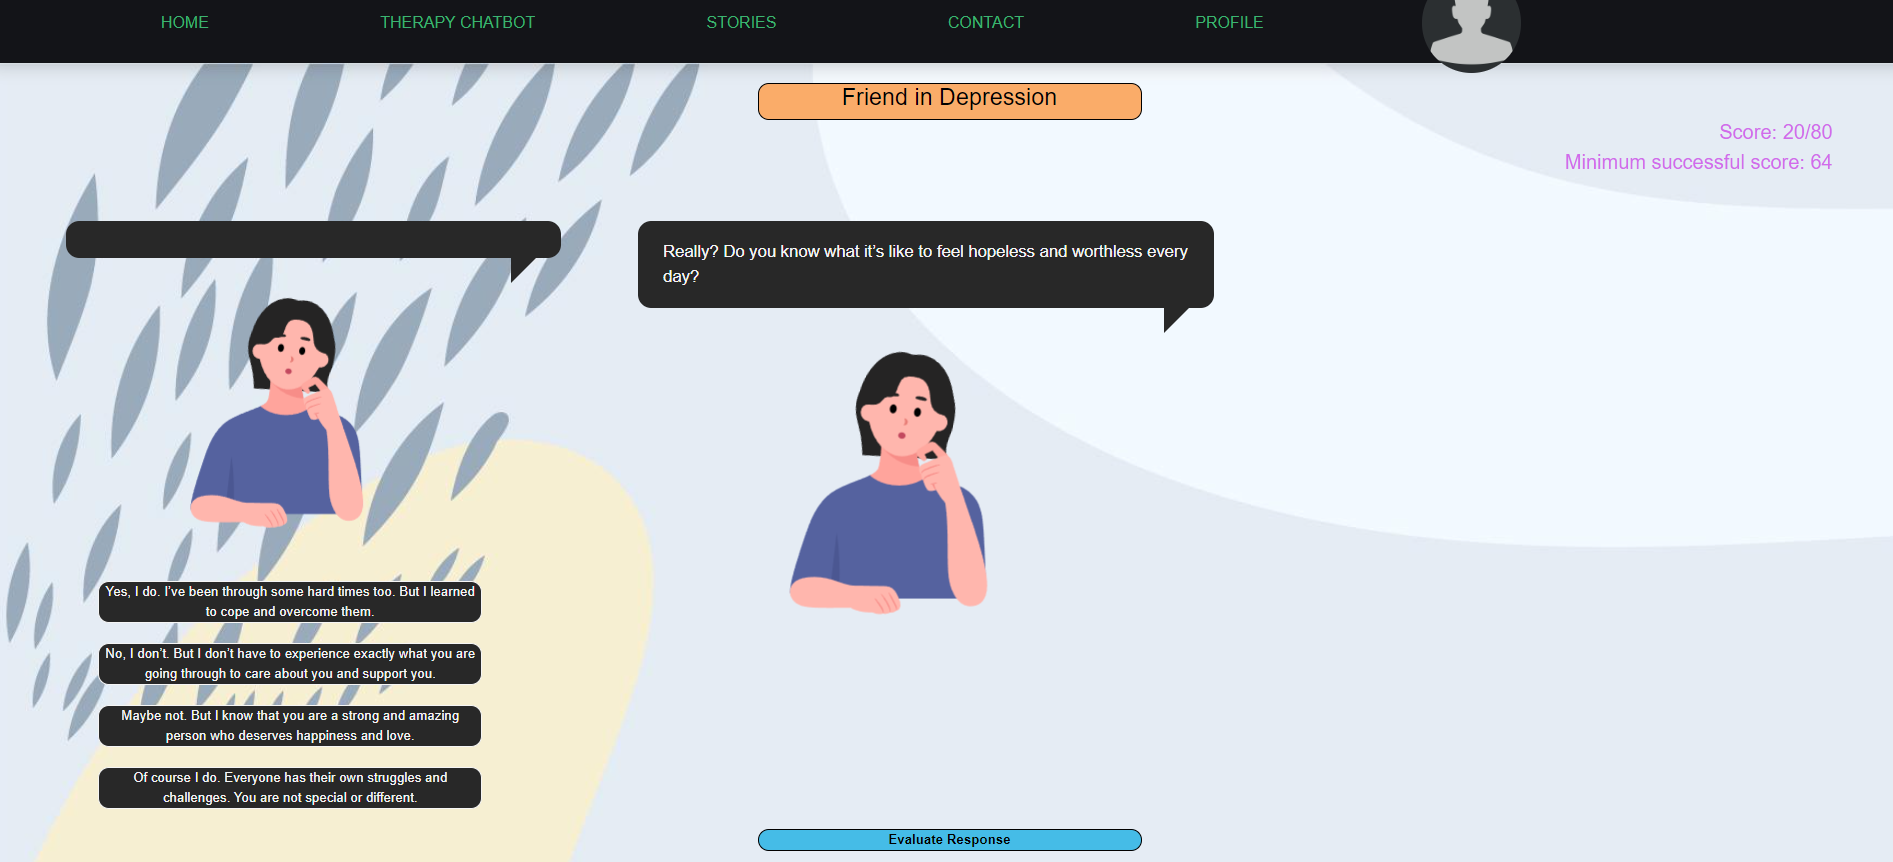 HOME
THERAPY CHATBOT
STORIES
CONTACT
PROFILE
Friend in Depression
Score: 20/80
Minimum successful score: 64
Really? Do you know what it’s like to feel hopeless and worthless every
day?
Yes, I do. I’ve been through some hard times too. But I learned
to cope and overcome them.
No, I don’t. But I don’t have to experience exactly what you are
going through to care about you and support you.
Maybe not. But I know that you are a strong and amazing
person who deserves happiness and love.
Of course I do. Everyone has their own struggles and
challenges. You are not special or different.
Evaluate Response